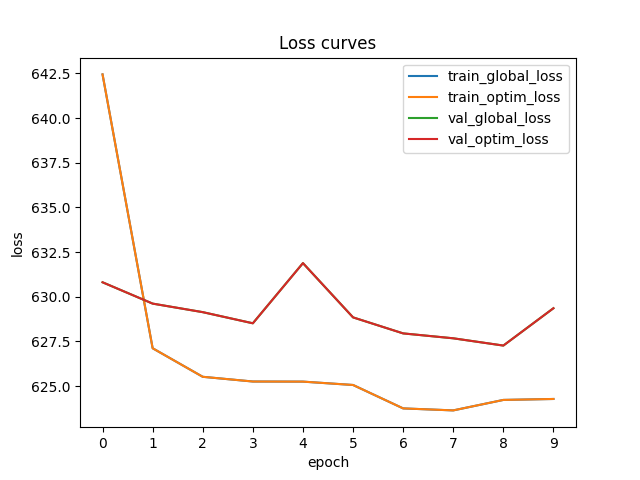 Loss curves
642.5
640.0
637.5
635.0
632.5
630.0
627.5
625.0
loss
train_global_loss
train_optim_loss
val_global_loss
val_optim_loss
0 1 2 3 4 5 6 7 8 9
epoch